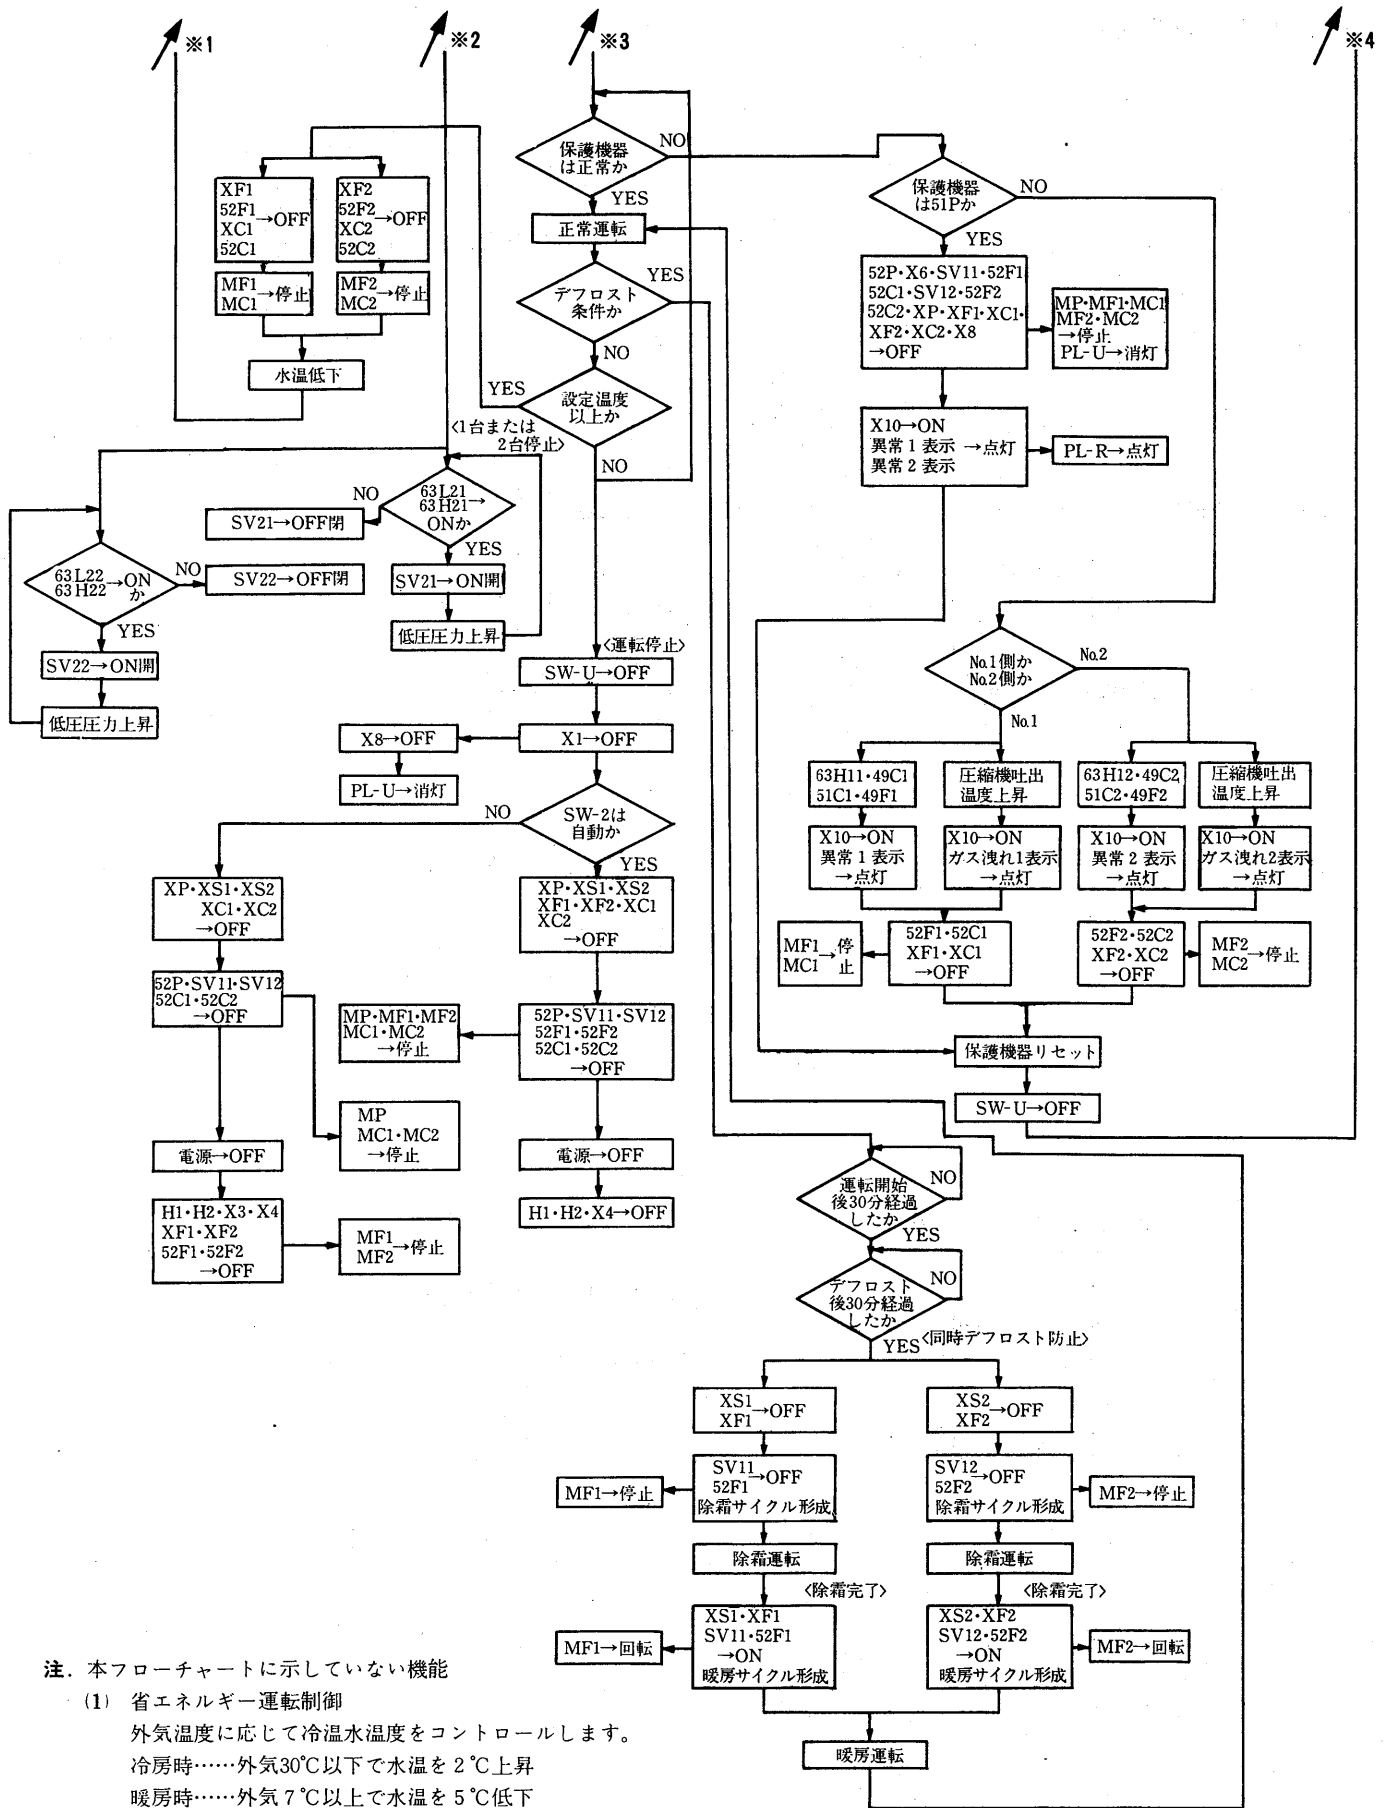 ※1
※2
※3
※4
保護機器
は正常か
NO
YES
正常運転
デフロスト
条件か
YES
NO
設定温度
以上か
YES
〈1台または
2台停止〉
NO
XF1
52F1
XC1
52C1
→OFF
XF2
52F2
XC2
52C2
→OFF
MF1
MC1
→停止
MF2
MC2
→停止
水温低下
63L21
63H21→
ONか
NO
SV21→OFF閉
YES
SV21→ON開
低圧圧力上昇
63L22
63H22
→ON
か
NO
SV22→OFF閉
YES
SV22→ON開
低圧圧力上昇
〈運転停止〉
SW-U→OFF
X1→OFF
X8→OFF
PL-U→消灯
SW-2は
自動か
NO
YES
XP・XS1・XS2
XC1・XC2
→OFF
52P・SV11・SV12
52C1・52C2
→OFF
MP
MC1・MC2
→停止
電源→OFF
H1・H2・X3・X4
XF1・XF2
52F1・52F2
→OFF
MF1
MF2
→停止
XP・XS1・XS2
XF1・XF2・XC1
XC2
→OFF
52P・SV11・SV12
52F1・52F2
52C1・52C2
→OFF
MP・MF1・MF2
MC1・MC2
→停止
電源→OFF
H1・H2・X4→OFF
保護機器
は51Pか
NO
YES
52P・X6・SV11・52F1
52C1・SV12・52F2
52C2・XP・XF1・XC1・
XF2・XC2・X8
→OFF
MP・MF1・MC1
MF2・MC2
→停止
PL-U→消灯
X10→ON
異常1表示
異常2表示
→点灯
PL-R→点灯
No.1側か
No.2側か
No.2
No.1
63H11・49C1
51C1・49F1
圧縮機吐出
温度上昇
63H12・49C2
51C2・49F2
圧縮機吐出
温度上昇
X10→ON
異常1表示
→点灯
X10→ON
ガス洩れ1表示
→点灯
X10→ON
異常2表示
→点灯
X10→ON
ガス洩れ2表示
→点灯
MF1
MC1
→停
止
52F1・52C1
XF1・XC1
→OFF
52F2・52C2
XF2・XC2
→OFF
MF2
MC2
→停止
保護機器リセット
SW-U→OFF
運転開始
後30分経過
したか
NO
YES
デフロスト
後30分経過
したか
NO
YES
〈同時デフロスト防止〉
XS1
XF1
→OFF
XS2
XF2
→OFF
SV11
52F1
→OFF
除霜サイクル形成
MF1→停止
SV12
52F2
→OFF
除霜サイクル形成
MF2→停止
除霜運転
除霜運転
〈除霜完了〉
〈除霜完了〉
XS1・XF1
SV11・52F1
→ON
暖房サイクル形成
MF1→回転
XS2・XF2
SV12・52F2
→ON
暖房サイクル形成
MF2→回転
暖房運転
注. 本フローチャートに示していない機能
(1) 省エネルギー運転制御
外気温度に応じて冷温水温度をコントロールします。
冷房時……外気30℃以下で水温を2℃上昇
暖房時……外気7℃以上で水温を5℃低下